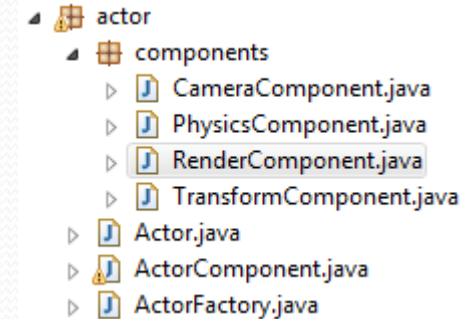 actor
components
CameraComponent.java
PhysicsComponent.java
RenderComponent.java
TransformComponent.java
Actor.java
ActorComponent.java
ActorFactory.java